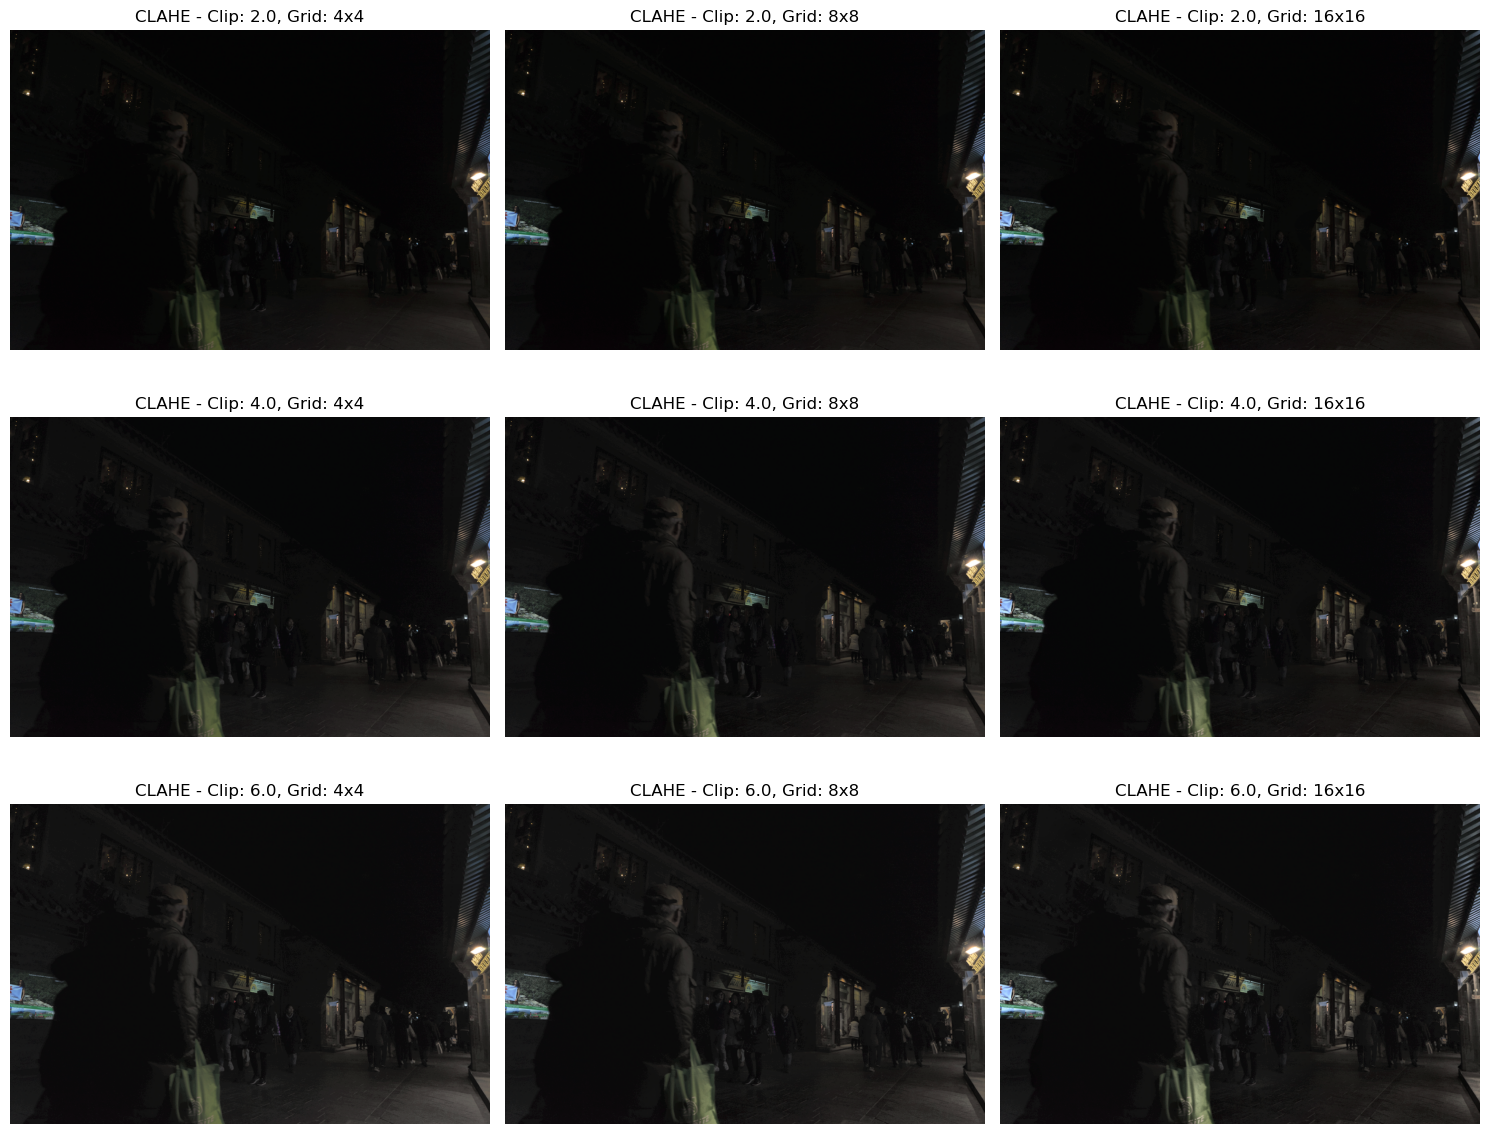 CLAHE - Clip: 2.0, Grid: 4x4
CLAHE - Clip: 2.0, Grid: 8x8
CLAHE - Clip: 2.0, Grid: 16x16
CLAHE - Clip: 4.0, Grid: 4x4
CLAHE - Clip: 4.0, Grid: 8x8
CLAHE - Clip: 4.0, Grid: 16x16
CLAHE - Clip: 6.0, Grid: 4x4
CLAHE - Clip: 6.0, Grid: 8x8
CLAHE - Clip: 6.0, Grid: 16x16